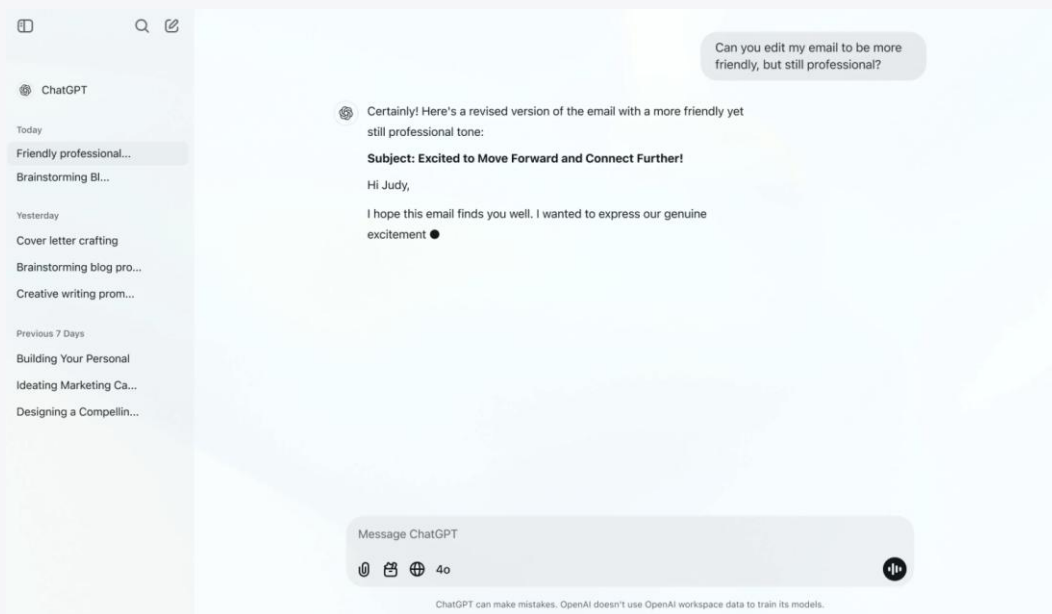 ChatGPT
Today
Friendly professional...
Brainstorming Bl...
Yesterday
Cover letter crafting
Brainstorming blog pro...
Creative writing prom...
Previous 7 Days
Building Your Personal
Ideating Marketing Ca...
Designing a Compellin...
Can you edit my email to be more
friendly, but still professional?
Certainly! Here's a revised version of the email with a more friendly yet
still professional tone:
Subject: Excited to Move Forward and Connect Further!
Hi Judy,
I hope this email finds you well. I wanted to express our genuine
excitement
Message ChatGPT
4o
ChatGPT can make mistakes. OpenAI doesn't use OpenAI workspace data to train its models.